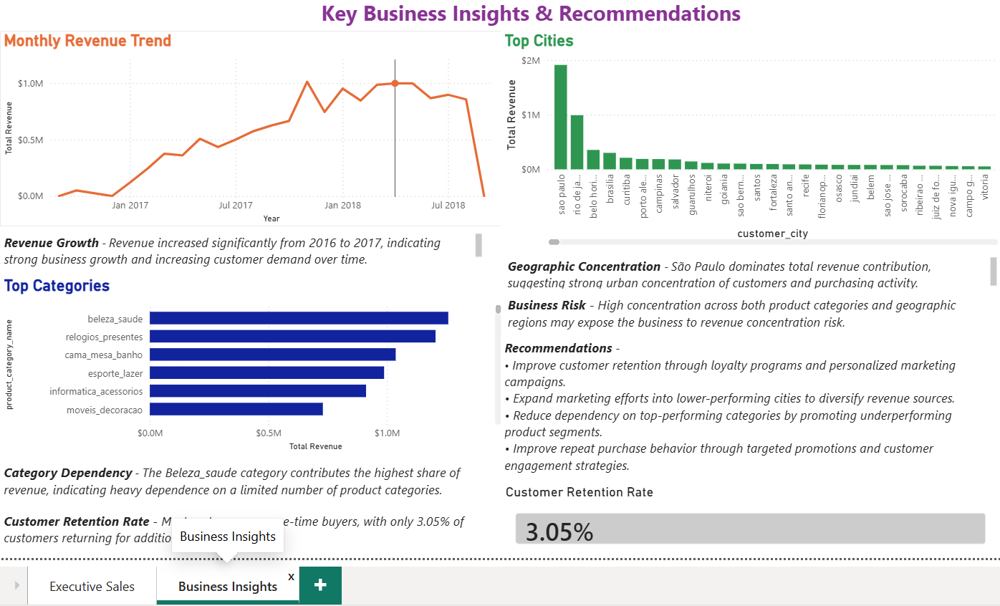 Key Business Insights & Recommendations
Monthly Revenue Trend
Total Revenue
$1.0M
$0.5M
$0.0M
Jan 2017
Jul 2017
Jan 2018
Jul 2018
Year
Revenue Growth - Revenue increased significantly from 2016 to 2017, indicating
strong business growth and increasing customer demand over time.
Top Categories
product_category_name
beleza_saude
relogios_presentes
cama_mesa_banho
esporte_lazer
informatica_acessorios
moveis_decoracao
$0.0M
$0.5M
$1.0M
Total Revenue
Category Dependency - The Beleza_saude category contributes the highest share of
revenue, indicating heavy dependence on a limited number of product categories.
Customer Retention Rate - e-time buyers, with only 3.05% of
customers returning for
Top Cities
Total Revenue
$2M
$1M
$0M
sao paulo
rio de ja...
belo hori...
brasilia
curitiba
porto ale...
campinas
salvador
guarulhos
niteroi
goiania
sao bern...
santos
fortaleza
santo an...
recife
florianop...
osasco
jundiai
belem
sao jose ...
sorocaba
ribeirao ...
juiz de fo...
nova igu...
campo g...
vitoria
customer_city
Geographic Concentration - São Paulo dominates total revenue contribution,
suggesting strong urban concentration of customers and purchasing activity.
Business Risk - High concentration across both product categories and geographic
regions may expose the business to revenue concentration risk.
Recommendations -
• Improve customer retention through loyalty programs and personalized marketing
campaigns.
• Expand marketing efforts into lower-performing cities to diversify revenue sources.
• Reduce dependency on top-performing categories by promoting underperforming
product segments.
• Improve repeat purchase behavior through targeted promotions and customer
engagement strategies.
Customer Retention Rate
3.05%
Business Insights
Executive Sales
Business Insights
x
+